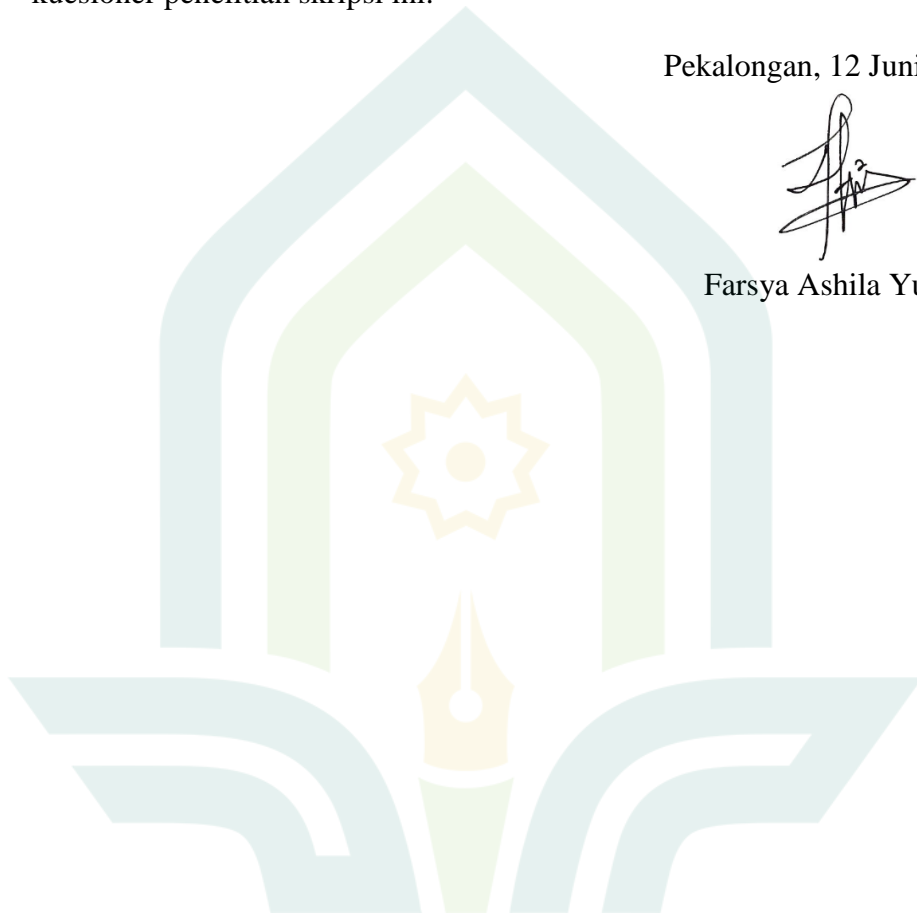 kuesioner penelitian skripsi ini.
Pekalongan, 12 Juni
Farsya Ashila Yu